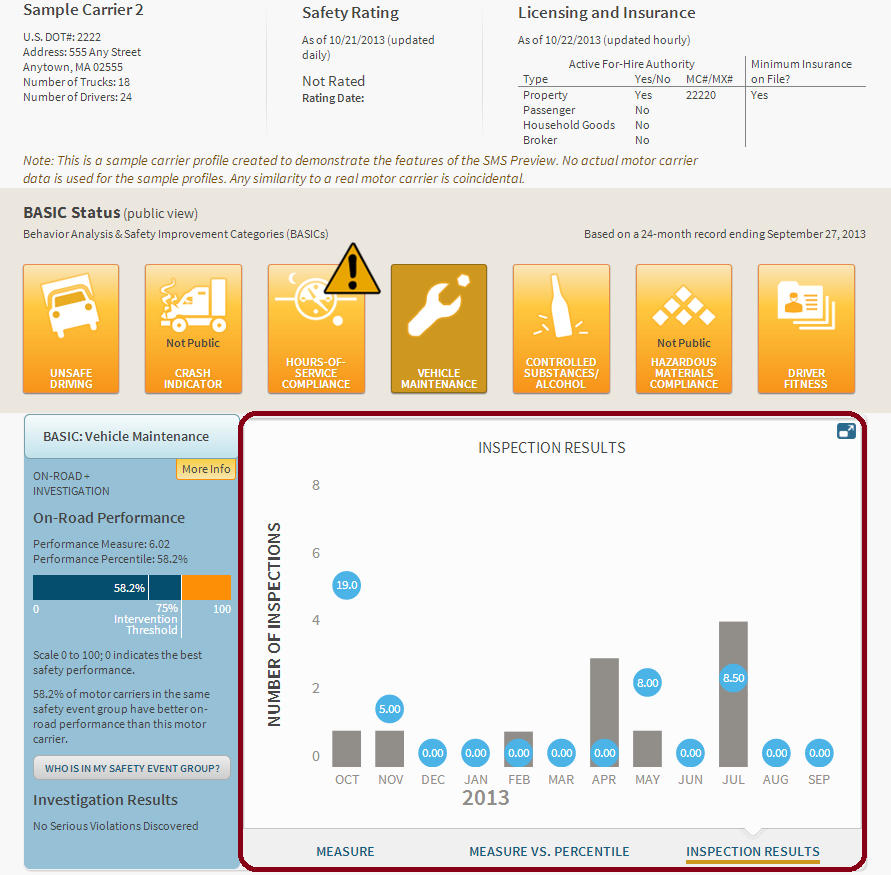 Sample Carrier 2
U.S. DOT#: 2222
Address: 555 Any Street
Anytown, MA 02555
Number of Trucks: 18
Number of Drivers: 24
Safety Rating
As of 10/21/2013 (updated
daily)
Not Rated
Rating Date:
Licensing and Insurance
As of 10/22/2013 (updated hourly)
Active For-Hire Authority
Type Yes/No MC#/MX#
Minimum Insurance
on File?
Property Yes 22220 Yes
Passenger No
Household Goods No
Broker No
Note: This is a sample carrier profile created to demonstrate the features of the SMS Preview. No actual motor carrier
data is used for the sample profiles. Any similarity to a real motor carrier is coincidental.
BASIC Status (public view)
Behavior Analysis & Safety Improvement Categories (BASICs)
Based on a 24-month record ending September 27, 2013
UNSAFE
DRIVING
Not Public
CRASH
INDICATOR
!
HOURS-OF-
SERVICE
COMPLIANCE
VEHICLE
MAINTENANCE
CONTROLLED
SUBSTANCES/
ALCOHOL
Not Public
HAZARDOUS
MATERIALS
COMPLIANCE
DRIVER
FITNESS
BASIC: Vehicle Maintenance
More Info
ON-ROAD +
INVESTIGATION
On-Road Performance
Performance Measure: 6.02
Performance Percentile: 58.2%
58.2%
0 75% 100
Intervention
Threshold
Scale 0 to 100; 0 indicates the best
safety performance.
58.2% of motor carriers in the same
safety event group have better on-
road performance than this motor
carrier.
WHO IS IN MY SAFETY EVENT GROUP?
Investigation Results
No Serious Violations Discovered
INSPECTION RESULTS
NUMBER OF INSPECTIONS
8
6
4
2
0
19.0
5.00
0.00
0.00
0.00
0.00
0.00
8.00
0.00
8.50
0.00
0.00
OCT NOV DEC JAN FEB MAR APR MAY JUN JUL AUG SEP
2013
MEASURE MEASURE VS. PERCENTILE INSPECTION RESULTS